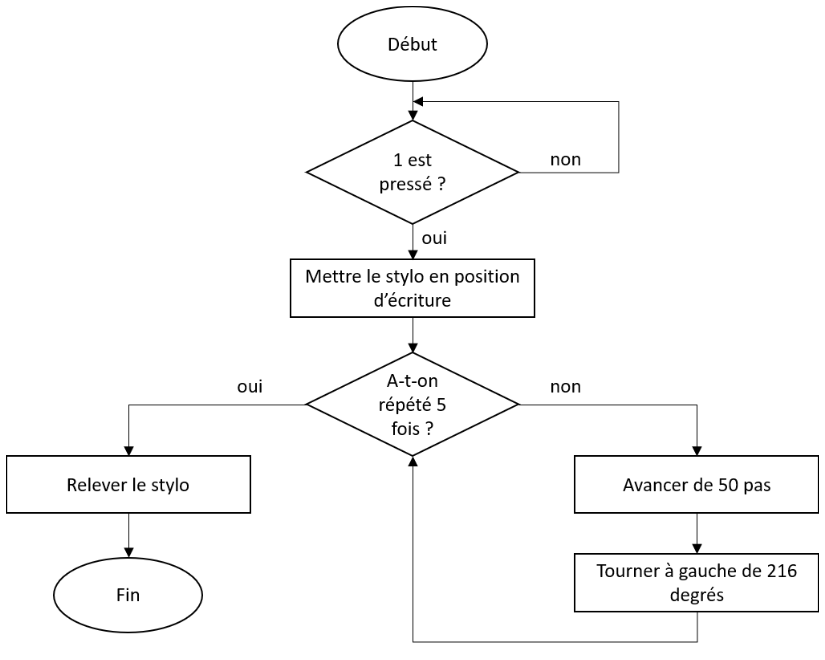 Début
1 est
pressé ?
non
oui
Mettre le stylo en position
d’écriture
A-t-on
répété 5
fois ?
oui
non
Relever le stylo
Avancer de 50 pas
Fin
Tourner à gauche de 216
degrés